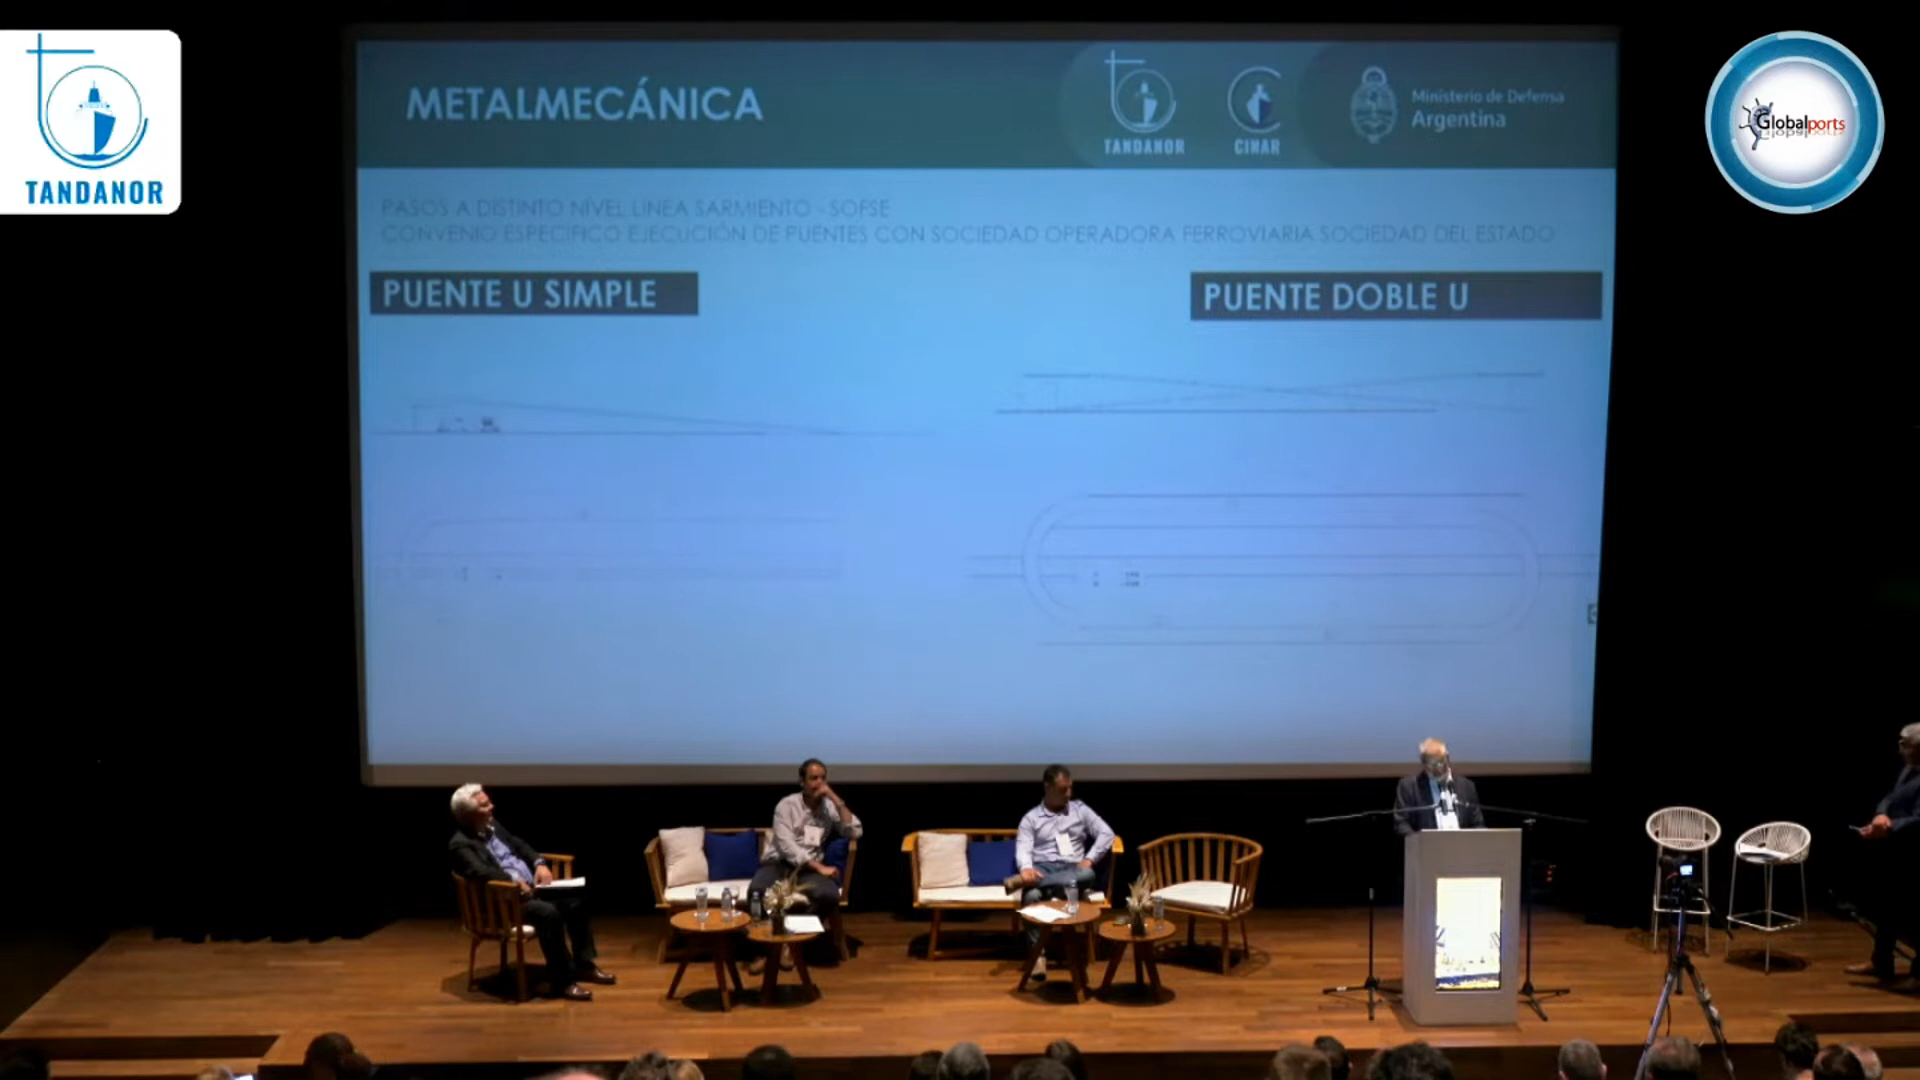 TANDANOR
METALMECÁNICA
TANDANOR
CINAR
Ministerio de Defensa
Argentina
Globalports
PASOS A DISTINTO NIVEL LINEA SARMIENTO - SOFSE
CONVENIO ESPECÍFICO EJECUCIÓN DE PUENTES CON SOCIEDAD OPERADORA FERROVIARIA SOCIEDAD DEL ESTADO
PUENTE U SIMPLE
PUENTE DOBLE U